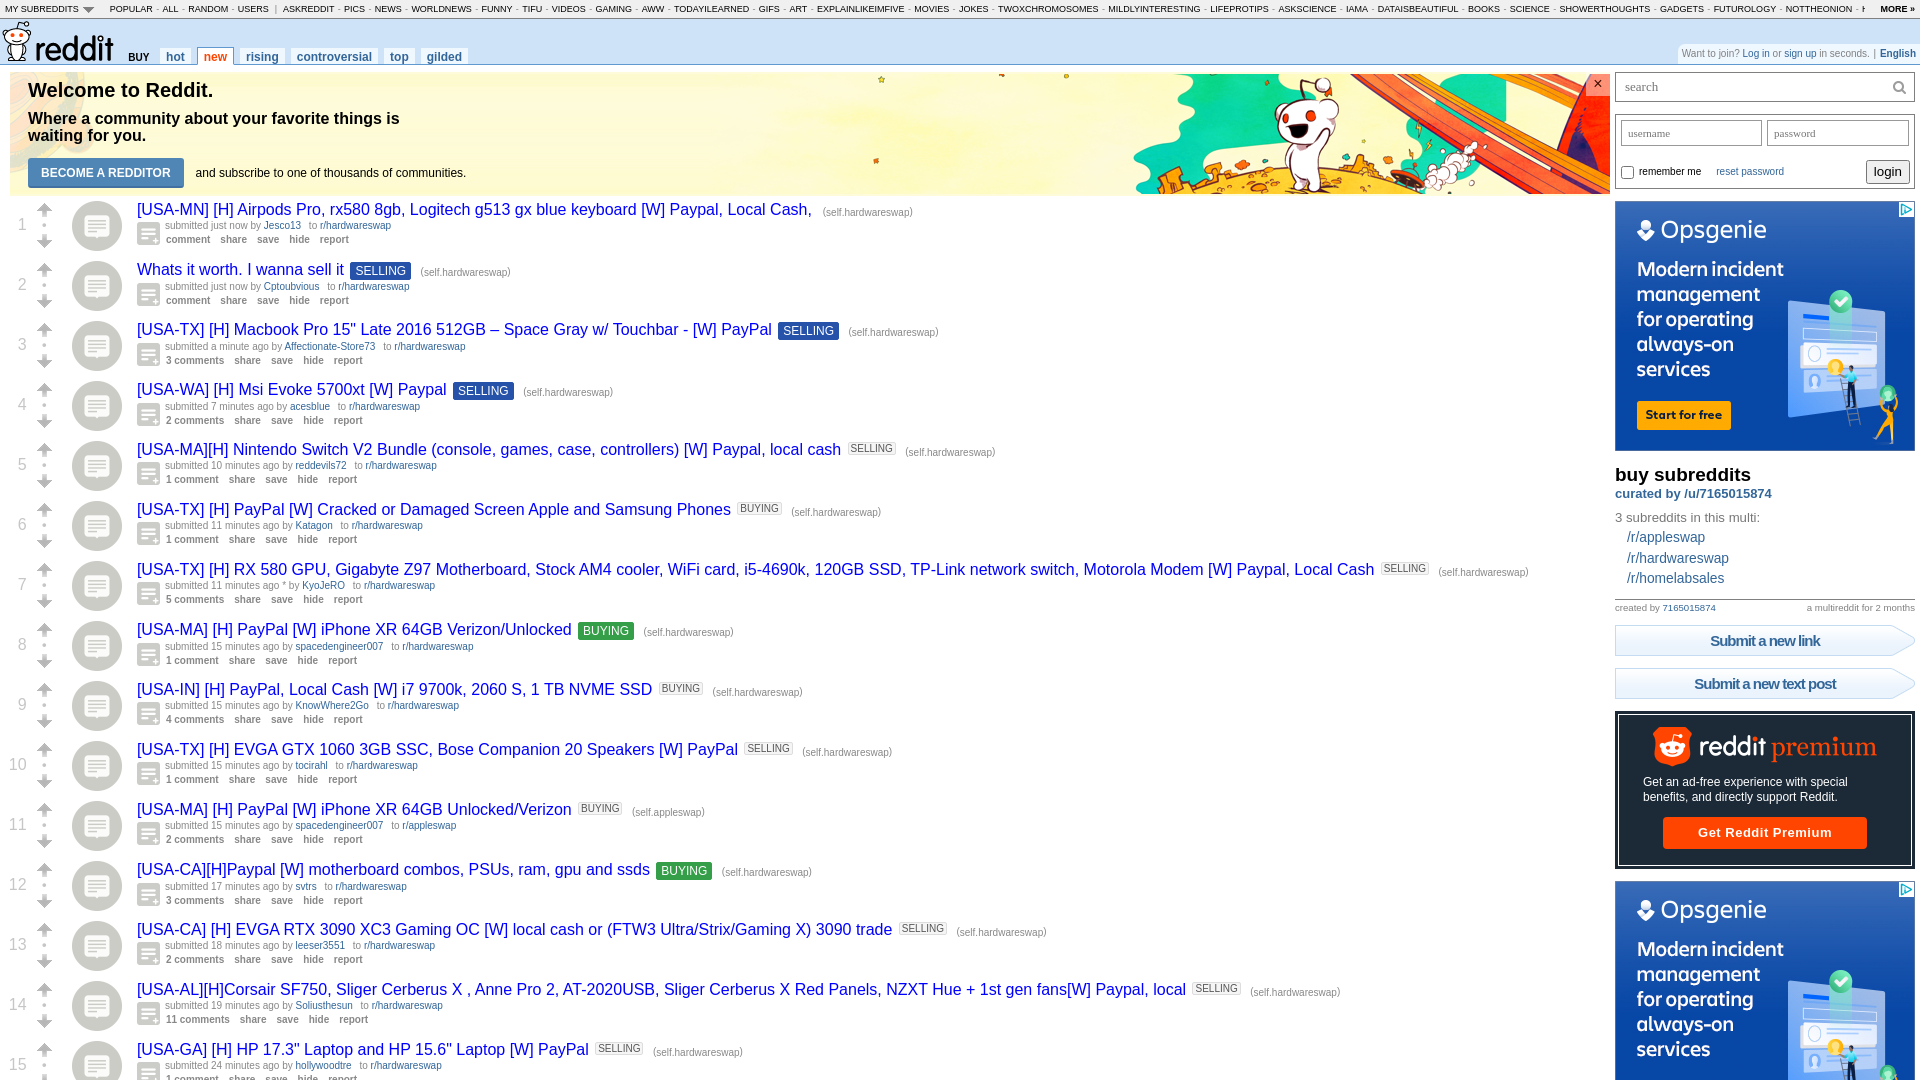 MY SUBREDDITS POPULAR - ALL - RANDOM - USERS | ASKREDDIT - PICS - NEWS - WORLDNEWS - FUNNY - TIFU - VIDEOS - GAMING - AWW - TODAYILEARNED - GIFS - ART - EXPLAINLIKEIMFIVE - MOVIES - JOKES - TWOXCHROMOSOMES - MILDLYINTERESTING - LIFEPROTIPS - ASKSCIENCE - IAMA - DATAISBEAUTIFUL - BOOKS - SCIENCE - SHOWERTHOUGHTS - GADGETS - FUTUROLOGY - NOTTHEONION - MORE »
reddit BUY hot new rising controversial top gilded
Want to join? Log in or sign up in seconds. | English
Welcome to Reddit.
Where a community about your favorite things is
waiting for you.
BECOME A REDDITOR and subscribe to one of thousands of communities.
×
1
[USA-MN] [H] Airpods Pro, rx580 8gb, Logitech g513 gx blue keyboard [W] Paypal, Local Cash, (self.hardwareswap)
submitted just now by Jesco13 to r/hardwareswap
comment share save hide report
2
Whats it worth. I wanna sell it SELLING (self.hardwareswap)
submitted just now by Cptoubvious to r/hardwareswap
comment share save hide report
3
[USA-TX] [H] Macbook Pro 15" Late 2016 512GB – Space Gray w/ Touchbar - [W] PayPal SELLING (self.hardwareswap)
submitted a minute ago by Affectionate-Store73 to r/hardwareswap
3 comments share save hide report
4
[USA-WA] [H] Msi Evoke 5700xt [W] Paypal SELLING (self.hardwareswap)
submitted 7 minutes ago by acesblue to r/hardwareswap
2 comments share save hide report
5
[USA-MA][H] Nintendo Switch V2 Bundle (console, games, case, controllers) [W] Paypal, local cash SELLING (self.hardwareswap)
submitted 10 minutes ago by reddevils72 to r/hardwareswap
1 comment share save hide report
6
[USA-TX] [H] PayPal [W] Cracked or Damaged Screen Apple and Samsung Phones BUYING (self.hardwareswap)
submitted 11 minutes ago by Katagon to r/hardwareswap
1 comment share save hide report
7
[USA-TX] [H] RX 580 GPU, Gigabyte Z97 Motherboard, Stock AM4 cooler, WiFi card, i5-4690k, 120GB SSD, TP-Link network switch, Motorola Modem [W] Paypal, Local Cash SELLING (self.hardwareswap)
submitted 11 minutes ago * by KyoJeRO to r/hardwareswap
5 comments share save hide report
8
[USA-MA] [H] PayPal [W] iPhone XR 64GB Verizon/Unlocked BUYING (self.hardwareswap)
submitted 15 minutes ago by spacedengineer007 to r/hardwareswap
1 comment share save hide report
9
[USA-IN] [H] PayPal, Local Cash [W] i7 9700k, 2060 S, 1 TB NVME SSD BUYING (self.hardwareswap)
submitted 15 minutes ago by KnowWhere2Go to r/hardwareswap
4 comments share save hide report
10
[USA-TX] [H] EVGA GTX 1060 3GB SSC, Bose Companion 20 Speakers [W] PayPal SELLING (self.hardwareswap)
submitted 15 minutes ago by tocirahl to r/hardwareswap
1 comment share save hide report
11
[USA-MA] [H] PayPal [W] iPhone XR 64GB Unlocked/Verizon BUYING (self.appleswap)
submitted 15 minutes ago by spacedengineer007 to r/appleswap
2 comments share save hide report
12
[USA-CA][H]Paypal [W] motherboard combos, PSUs, ram, gpu and ssds BUYING (self.hardwareswap)
submitted 17 minutes ago by svtrs to r/hardwareswap
3 comments share save hide report
13
[USA-CA] [H] EVGA RTX 3090 XC3 Gaming OC [W] local cash or (FTW3 Ultra/Strix/Gaming X) 3090 trade SELLING (self.hardwareswap)
submitted 18 minutes ago by leeser3551 to r/hardwareswap
2 comments share save hide report
14
[USA-AL][H]Corsair SF750, Sliger Cerberus X , Anne Pro 2, AT-2020USB, Sliger Cerberus X Red Panels, NZXT Hue + 1st gen fans[W] Paypal, local SELLING (self.hardwareswap)
submitted 19 minutes ago by Soliusthesun to r/hardwareswap
11 comments share save hide report
15
[USA-GA] [H] HP 17.3" Laptop and HP 15.6" Laptop [W] PayPal SELLING (self.hardwareswap)
submitted 24 minutes ago by hollywoodtre to r/hardwareswap
1 comment share save hide report
search
username password
remember me reset password login
Opsgenie
Modern incident
management
for operating
always-on
services
Start for free
buy subreddits
curated by /u/7165015874
3 subreddits in this multi:
/r/appleswap
/r/hardwareswap
/r/homelabsales
created by 7165015874 a multireddit for 2 months
Submit a new link
Submit a new text post
reddit premium
Get an ad-free experience with special
benefits, and directly support Reddit.
Get Reddit Premium
Opsgenie
Modern incident
management
for operating
always-on
services